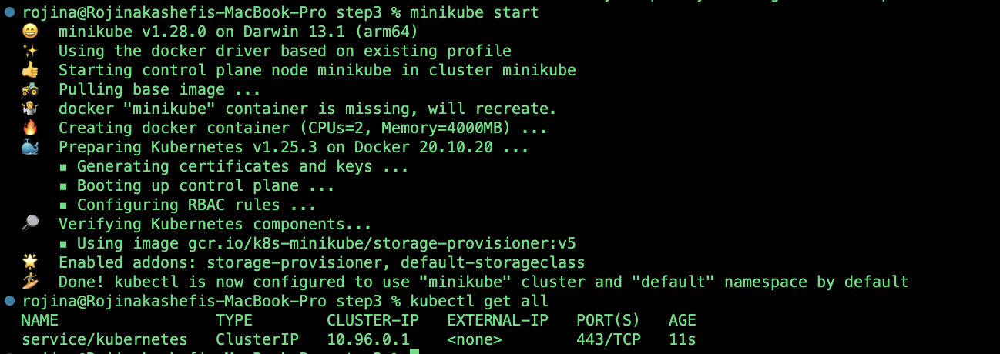 rojina@Rojinakashefis-MacBook-Pro step3 % minikube start
😄 minikube v1.28.0 on Darwin 13.1 (arm64)
✨ Using the docker driver based on existing profile
👍 Starting control plane node minikube in cluster minikube
🚜 Pulling base image ...
🤷 docker "minikube" container is missing, will recreate.
🔥 Creating docker container (CPUs=2, Memory=4000MB) ...
🐳 Preparing Kubernetes v1.25.3 on Docker 20.10.20 ...
▪ Generating certificates and keys ...
▪ Booting up control plane ...
▪ Configuring RBAC rules ...
🔎 Verifying Kubernetes components...
▪ Using image gcr.io/k8s-minikube/storage-provisioner:v5
🌟 Enabled addons: storage-provisioner, default-storageclass
🏄 Done! kubectl is now configured to use "minikube" cluster and "default" namespace by default
rojina@Rojinakashefis-MacBook-Pro step3 % kubectl get all
NAME TYPE CLUSTER-IP EXTERNAL-IP PORT(S) AGE
service/kubernetes ClusterIP 10.96.0.1 <none> 443/TCP 11s
rojina@Rojinakashefis-MacBook-Pro step3 %